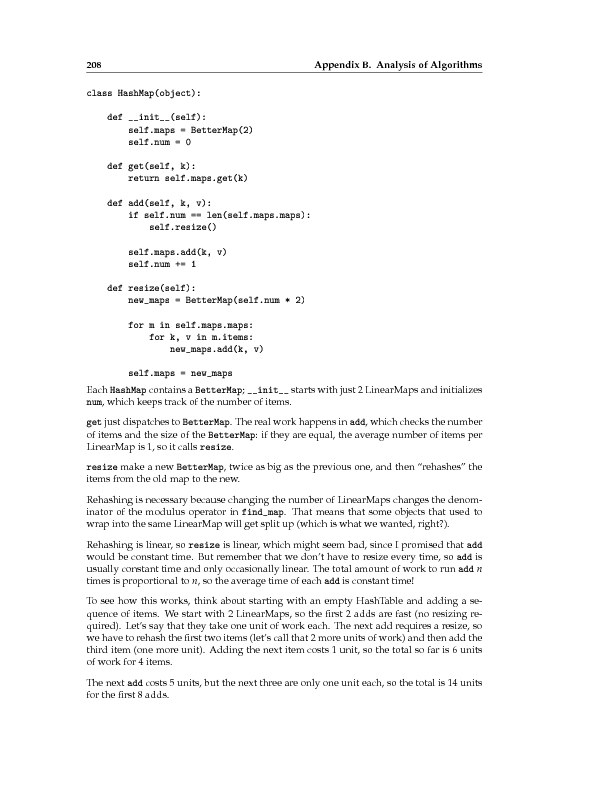 208 Appendix B. Analysis of Algorithms
class HashMap(object):
def __init__(self):
self.maps = BetterMap(2)
self.num = 0
def get(self, k):
return self.maps.get(k)
def add(self, k, v):
if self.num == len(self.maps.maps):
self.resize()
self.maps.add(k, v)
self.num += 1
def resize(self):
new_maps = BetterMap(self.num * 2)
for m in self.maps.maps:
for k, v in m.items:
new_maps.add(k, v)
self.maps = new_maps
Each HashMap contains a BetterMap; __init__ starts with just 2 LinearMaps and initializes
num, which keeps track of the number of items.
get just dispatches to BetterMap. The real work happens in add, which checks the number
of items and the size of the BetterMap: if they are equal, the average number of items per
LinearMap is 1, so it calls resize.
resize make a new BetterMap, twice as big as the previous one, and then “rehashes” the
items from the old map to the new.
Rehashing is necessary because changing the number of LinearMaps changes the denom-
inator of the modulus operator in find_map. That means that some objects that used to
wrap into the same LinearMap will get split up (which is what we wanted, right?).
Rehashing is linear, so resize is linear, which might seem bad, since I promised that add
would be constant time. But remember that we don’t have to resize every time, so add is
usually constant time and only occasionally linear. The total amount of work to run add n
times is proportional to n, so the average time of each add is constant time!
To see how this works, think about starting with an empty HashTable and adding a se-
quence of items. We start with 2 LinearMaps, so the first 2 adds are fast (no resizing re-
quired). Let’s say that they take one unit of work each. The next add requires a resize, so
we have to rehash the first two items (let’s call that 2 more units of work) and then add the
third item (one more unit). Adding the next item costs 1 unit, so the total so far is 6 units
of work for 4 items.
The next add costs 5 units, but the next three are only one unit each, so the total is 14 units
for the first 8 adds.